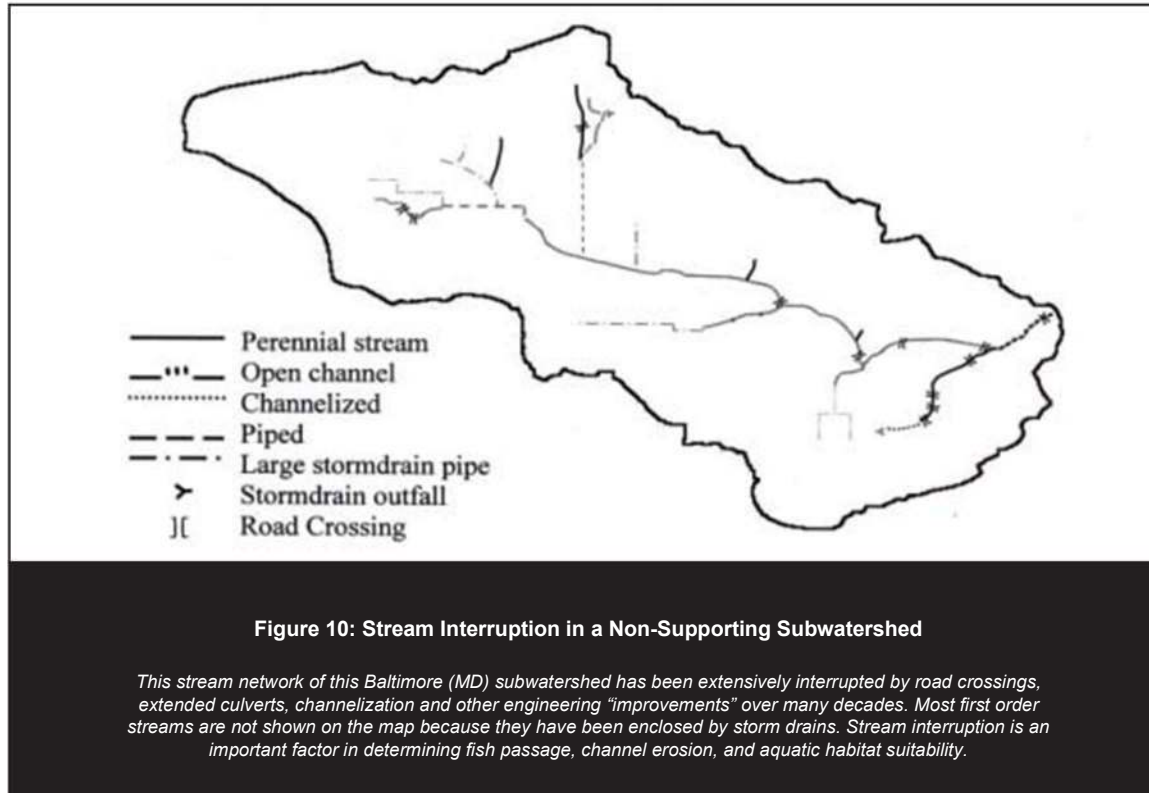 Perennial stream
Open channel
Channelized
Piped
Large stormdrain pipe
Stormdrain outfall
Road Crossing
Figure 10: Stream Interruption in a Non-Supporting Subwatershed
This stream network of this Baltimore (MD) subwatershed has been extensively interrupted by road crossings,
extended culverts, channelization and other engineering “improvements” over many decades. Most first order
streams are not shown on the map because they have been enclosed by storm drains. Stream interruption is an
important factor in determining fish passage, channel erosion, and aquatic habitat suitability.